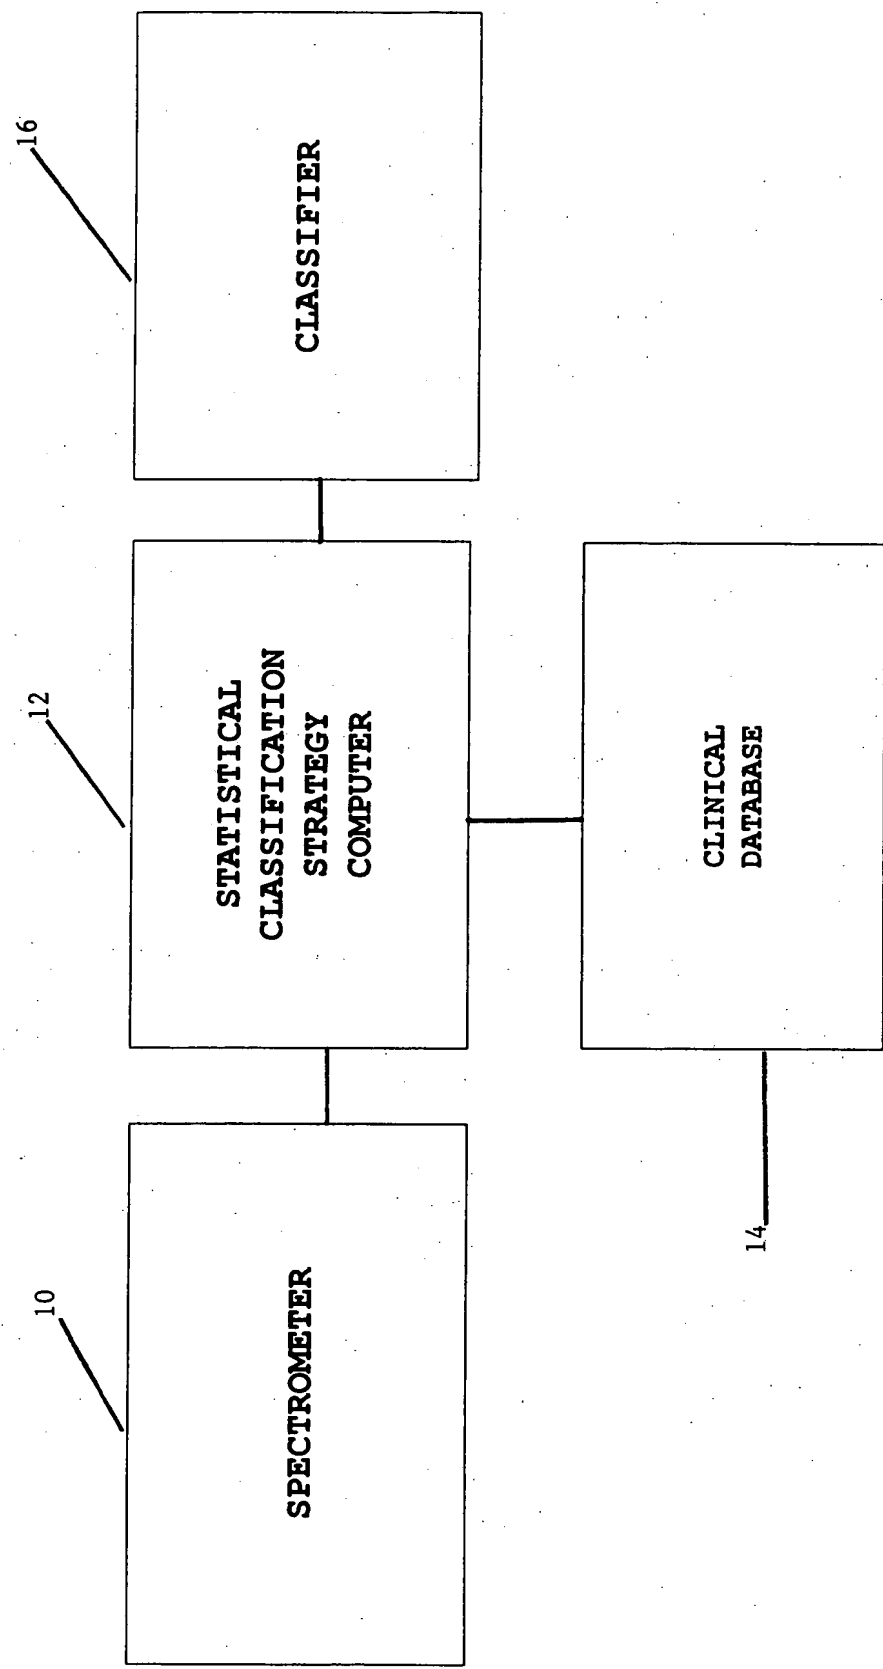 10
12
16
SPECTROMETER
STATISTICAL
CLASSIFICATION
STRATEGY
COMPUTER
CLASSIFIER
14
CLINICAL
DATABASE